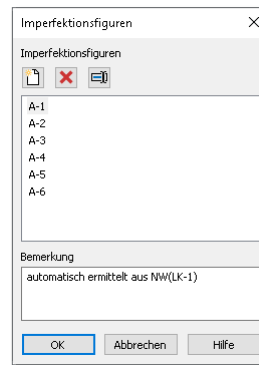 Imperfektionsfiguren
Imperfektionsfiguren
A-1
A-2
A-3
A-4
A-5
A-6
Bemerkung
automatisch ermittelt aus NW(LK-1)
OK Abbrechen Hilfe